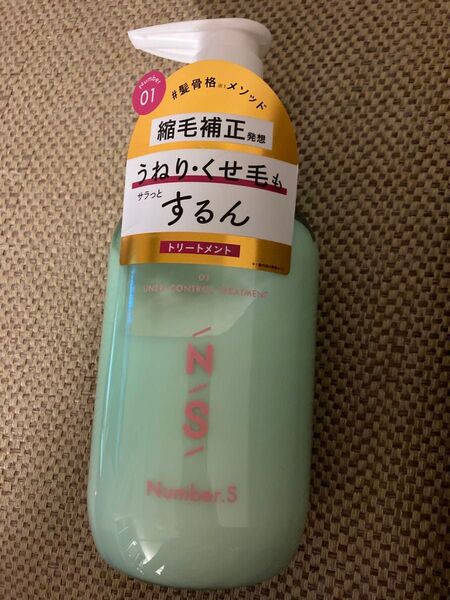 Number
01
#髪骨格※1メソッド
縮毛補正発想
うねり・くせ毛も
サラっと
するん
トリートメント
UNDER CONTROL TREATMENT
\N\
\S\
Number.S